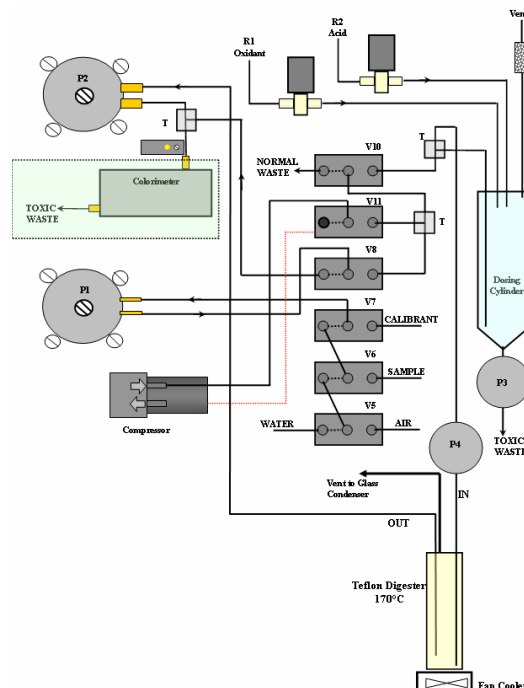 R2
Acid
R1
Oxidant
Ven
P2
T
V10
NORMAL
WASTE
T
Colorimeter
V11
TOXIC
WASTE
T
V8
Dosing
Cylinder
P1
V7
CALIBRANT
V6
SAMPLE
P3
V5
WATER
AIR
Compressor
TOXIC
WASTE
P4
Vent to Glass
Condenser
IN
OUT
Teflon Digester
170°C
Fan Cooler